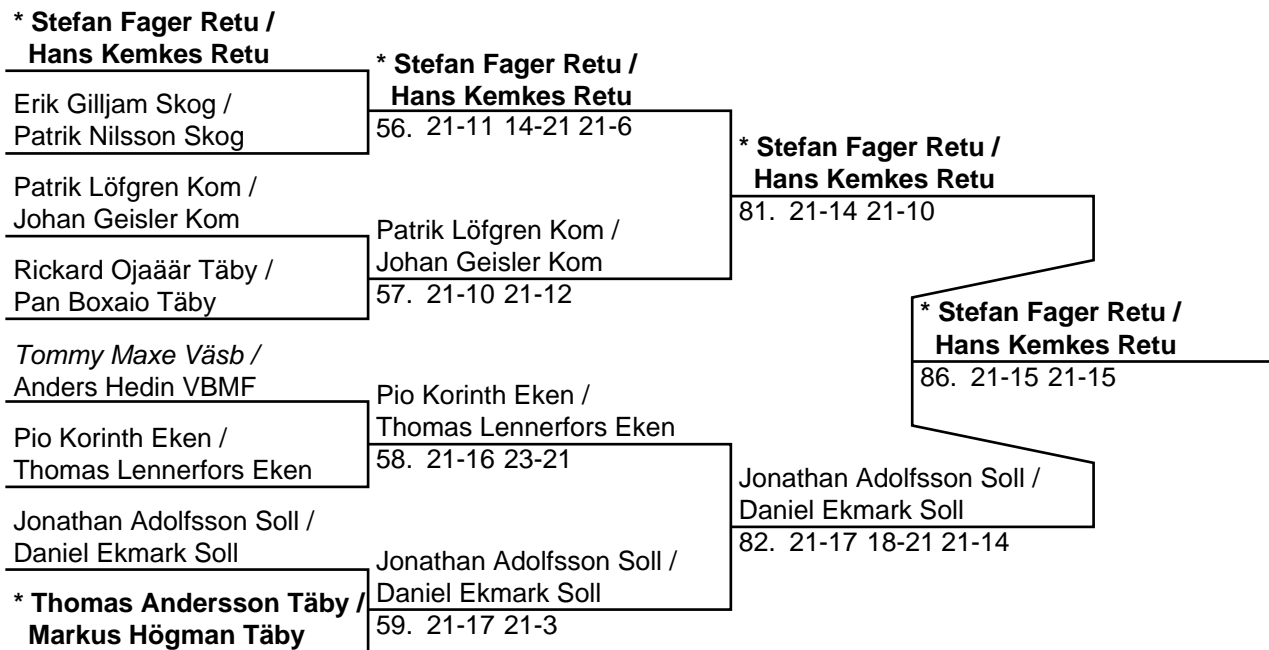 * Stefan Fager Retu /
Hans Kemkes Retu
Erik Gilljam Skog /
Patrik Nilsson Skog
Patrik Löfgren Kom /
Johan Geisler Kom
Rickard Ojaäär Täby /
Pan Boxaio Täby
Tommy Maxe Väsb /
Anders Hedin VBMF
Pio Korinth Eken /
Thomas Lennerfors Eken
Jonathan Adolfsson Soll /
Daniel Ekmark Soll
* Thomas Andersson Täby /
Markus Högman Täby
* Stefan Fager Retu /
Hans Kemkes Retu
56. 21-11 14-21 21-6
Patrik Löfgren Kom /
Johan Geisler Kom
57. 21-10 21-12
Pio Korinth Eken /
Thomas Lennerfors Eken
58. 21-16 23-21
Jonathan Adolfsson Soll /
Daniel Ekmark Soll
59. 21-17 21-3
* Stefan Fager Retu /
Hans Kemkes Retu
81. 21-14 21-10
Jonathan Adolfsson Soll /
Daniel Ekmark Soll
82. 21-17 18-21 21-14
* Stefan Fager Retu /
Hans Kemkes Retu
86. 21-15 21-15